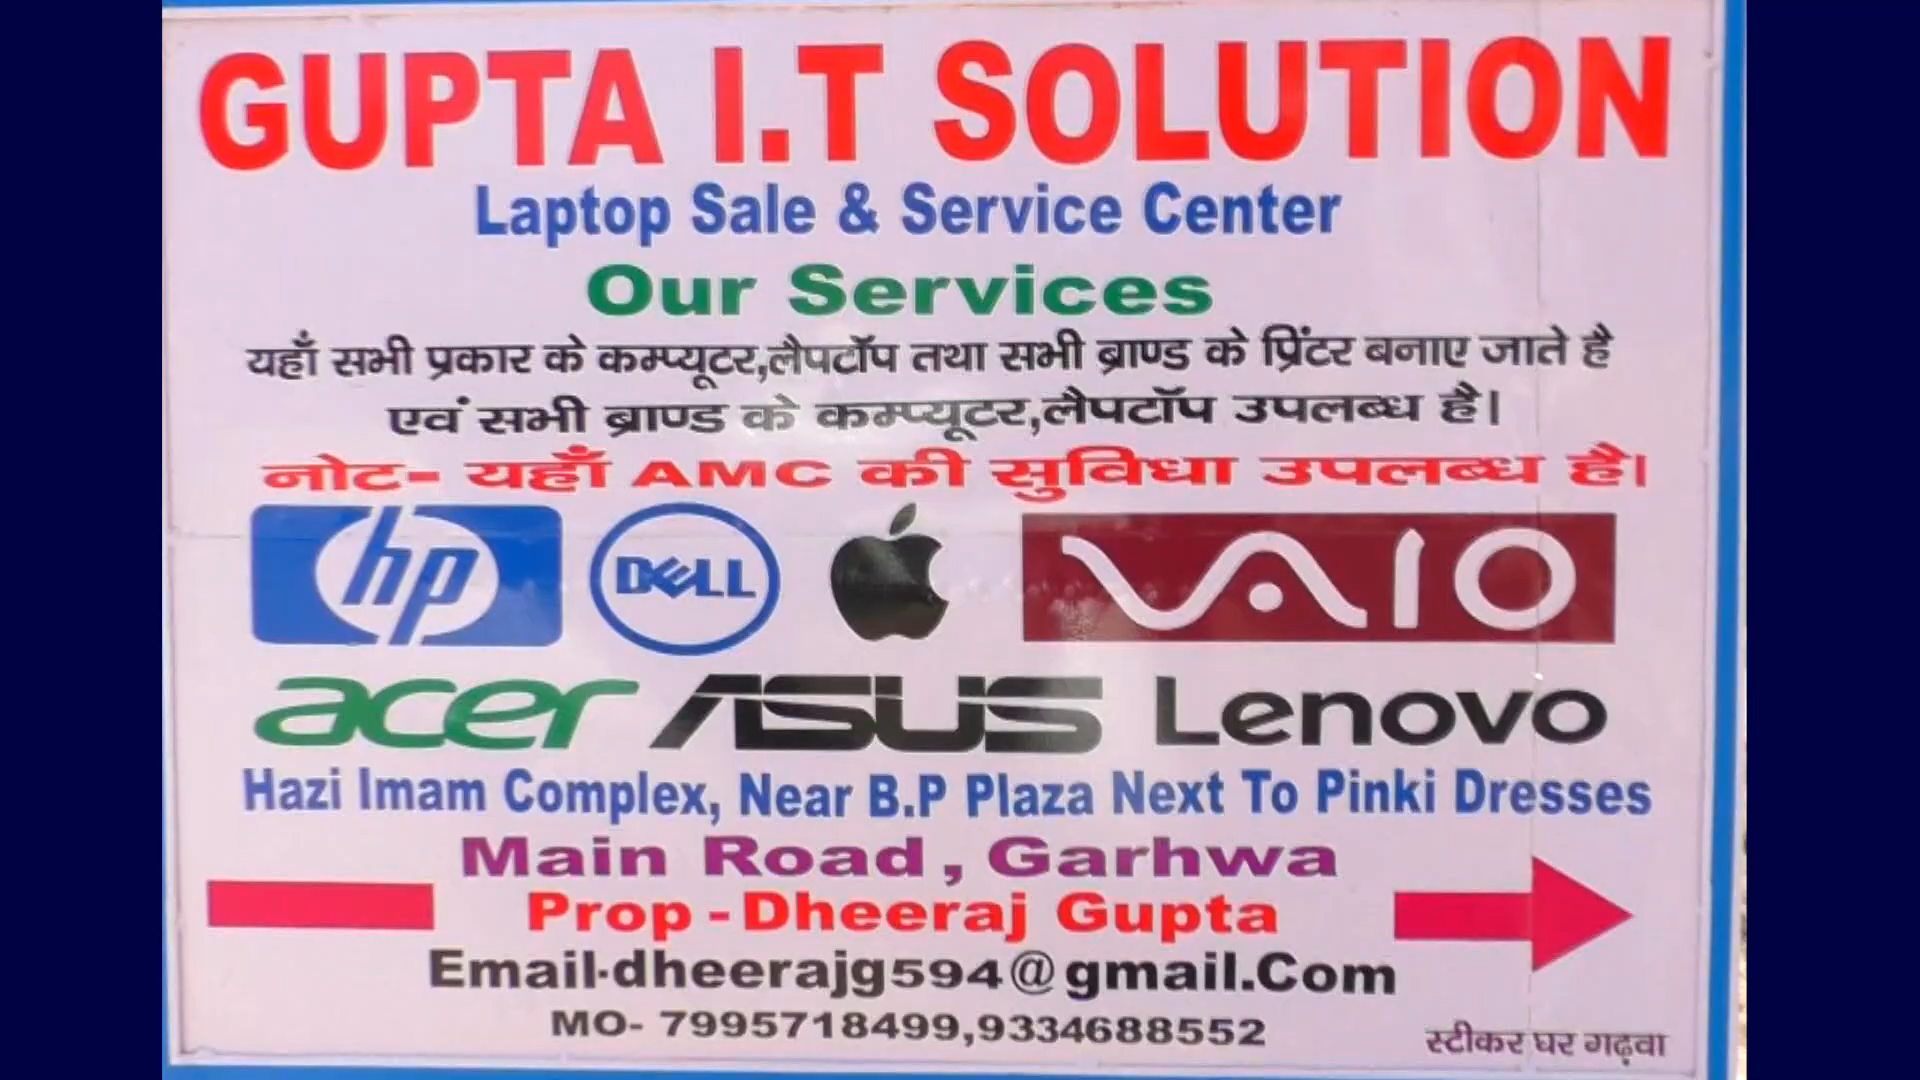 GUPTA I.T SOLUTION
Laptop Sale & Service Center
Our Services
यहाँ सभी प्रकार के कम्प्यूटर,लैपटॉप तथा सभी ब्राण्ड के प्रिंटर बनाए जाते है
एवं सभी ब्राण्ड के कम्प्यूटर,लैपटॉप उपलब्ध है।
नोट- यहाँ AMC की सुविधा उपलब्ध है।
hp DELL VAIO
acer ASUS Lenovo
Hazi Imam Complex, Near B.P Plaza Next To Pinki Dresses
Main Road , Garhwa
Prop - Dheeraj Gupta
Email-dheerajg594@gmail.Com
MO- 7995718499,9334688552
स्टीकर घर गढ़वा